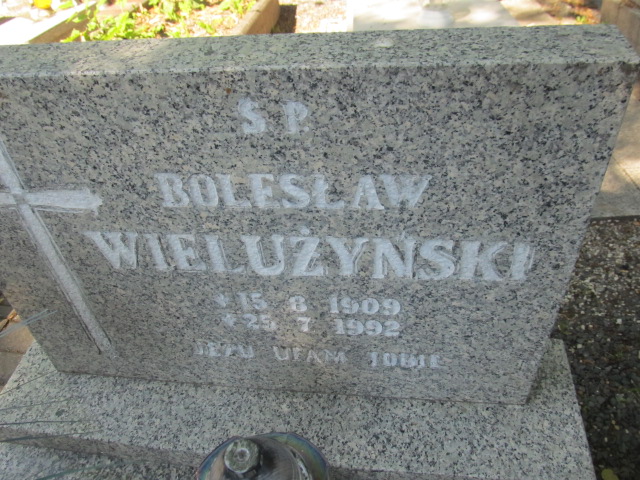 Ś.P.
BOLESŁAW
WIELUŻYŃSKI
*15 8 1909
+25 7 1992
JEZU UFAM TOBIE